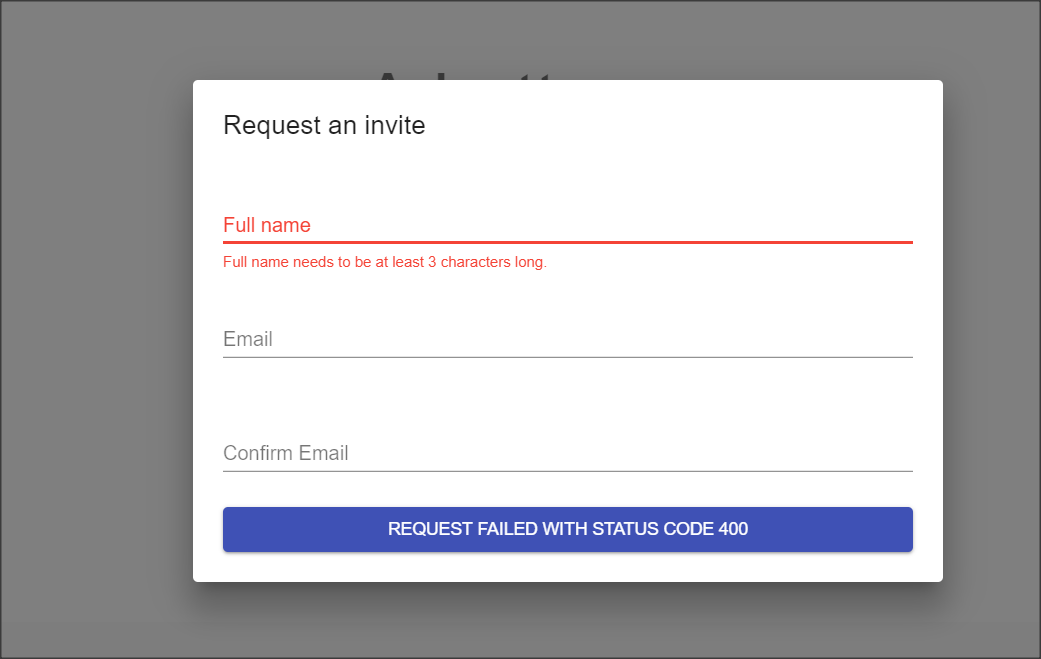 Request an invite
Full name
Full name needs to be at least 3 characters long.
Email
Confirm Email
REQUEST FAILED WITH STATUS CODE 400